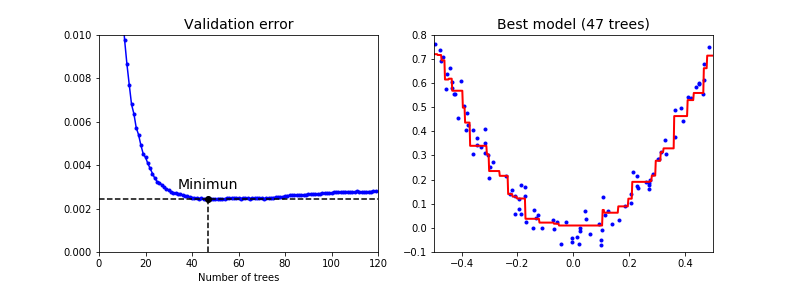 Validation error
0.010
0.008
0.006
0.004
0.002
0.000
Minimun
0 20 40 60 80 100 120
Number of trees
Best model (47 trees)
0.8
0.7
0.6
0.5
0.4
0.3
0.2
0.1
0.0
−0.1
−0.4 −0.2 0.0 0.2 0.4